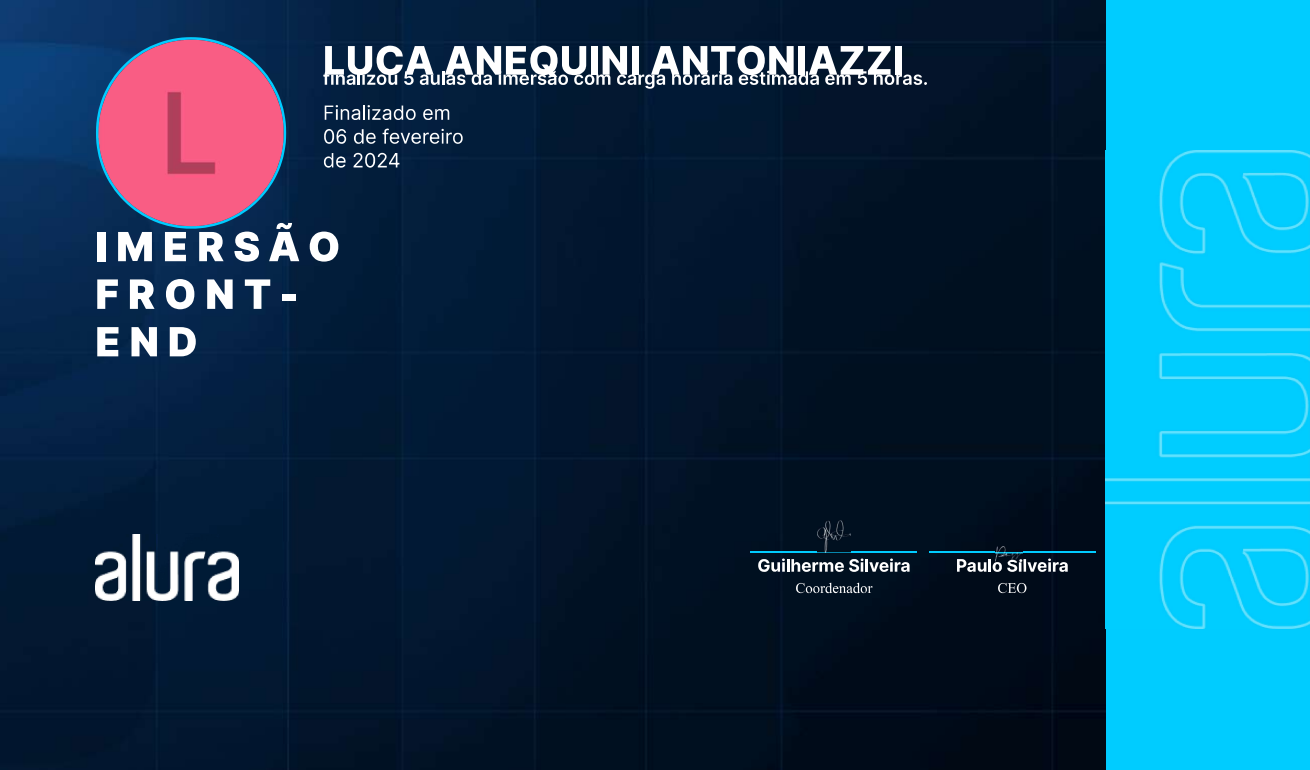 L
LUCA ANEQUINI ANTONIAZZI
finalizou 5 aulas da imersão com carga horária estimada em 5 horas.
Finalizado em
06 de fevereiro
de 2024
IMERSÃO
FRONT-
END
alura
Guilherme Silveira
Coordenador
Paulo Silveira
CEO
alura